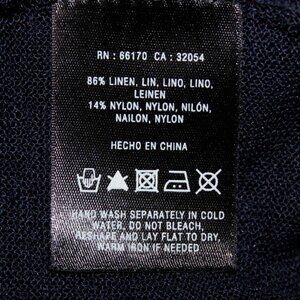 RN : 66170 CA : 32054
86% LINEN, LIN, LINO, LINO,
LEINEN
14% NYLON, NYLON, NILÓN,
NAILON, NYLON
HECHO EN CHINA
HAND WASH SEPARATELY IN COLD
WATER, DO NOT BLEACH,
RESHAPE AND LAY FLAT TO DRY,
WARM IRON IF NEEDED